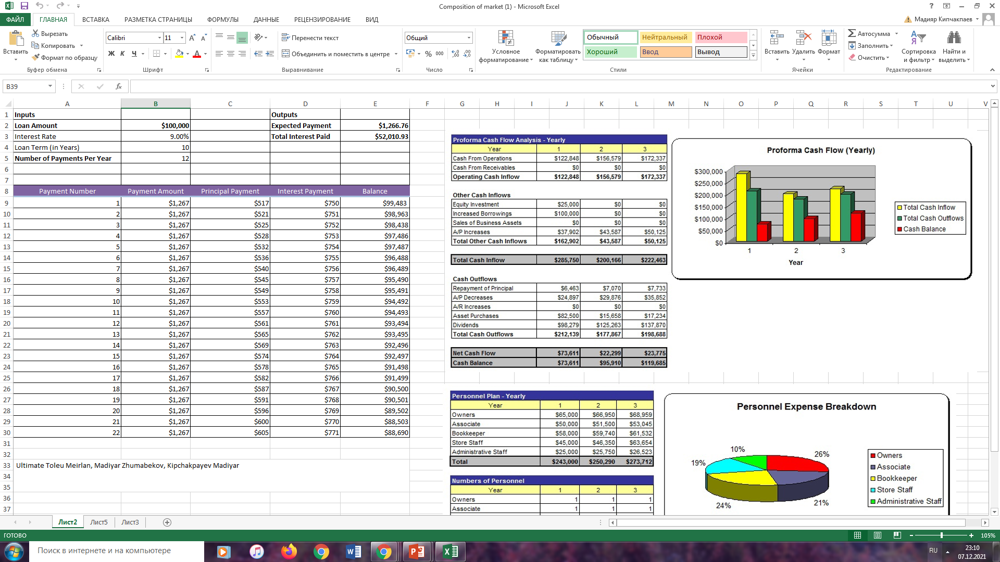 Composition of market (1) - Microsoft Excel
ФАЙЛ ГЛАВНАЯ ВСТАВКА РАЗМЕТКА СТРАНИЦЫ ФОРМУЛЫ ДАННЫЕ РЕЦЕНЗИРОВАНИЕ ВИД Мадияр Кипчакпаев
Вставить
Вырезать
Копировать
Формат по образцу
Буфер обмена
Calibri 11
Ж К Ч
Шрифт
Перенести текст
Объединить и поместить в центре
Выравнивание
Общий
% 000
Число
Условное форматирование
Форматировать как таблицу
Обычный Нейтральный Плохой
Хороший Ввод Вывод
Стили
Вставить Удалить Формат
Ячейки
Автосумма
Заполнить
Очистить
Сортировка и фильтр
Найти и выделить
Редактирование
B39
A B C D E F G H I J K L M N O P Q R S T U V
1 Inputs Outputs
2 Loan Amount $100,000 Expected Payment $1,266.76
3 Interest Rate 9.00% Total Interest Paid $52,010.93
4 Loan Term (in Years) 10
5 Number of Payments Per Year 12
6
7
8 Payment Number Payment Amount Principal Payment Interest Payment Balance
9 1 $1,267 $517 $750 $99,483
10 2 $1,267 $521 $751 $98,963
11 3 $1,267 $525 $752 $98,438
12 4 $1,267 $528 $753 $97,486
13 5 $1,267 $532 $754 $97,487
14 6 $1,267 $536 $755 $96,488
15 7 $1,267 $540 $756 $96,489
16 8 $1,267 $545 $757 $95,490
17 9 $1,267 $549 $758 $95,491
18 10 $1,267 $553 $759 $94,492
19 11 $1,267 $557 $760 $94,493
20 12 $1,267 $561 $761 $93,494
21 13 $1,267 $565 $762 $93,495
22 14 $1,267 $569 $763 $92,496
23 15 $1,267 $574 $764 $92,497
24 16 $1,267 $578 $765 $91,498
25 17 $1,267 $582 $766 $91,499
26 18 $1,267 $587 $767 $90,500
27 19 $1,267 $591 $768 $90,501
28 20 $1,267 $596 $769 $89,502
29 21 $1,267 $600 $770 $88,503
30 22 $1,267 $605 $771 $88,690
31
32
33 Ultimate Toleu Meirlan, Madiyar Zhumabekov, Kipchakpayev Madiyar
34
35
36
37
Proforma Cash Flow Analysis - Yearly
Year 1 2 3
Cash From Operations $122,848 $156,579 $172,337
Cash From Receivables $0 $0 $0
Operating Cash Inflow $122,848 $156,579 $172,337
Other Cash Inflows
Equity Investment $25,000 $0 $0
Increased Borrowings $100,000 $0 $0
Sales of Business Assets $0 $0 $0
A/P Increases $37,902 $43,587 $50,125
Total Other Cash Inflows $162,902 $43,587 $50,125
Total Cash Inflow $285,750 $200,166 $222,463
Cash Outflows
Repayment of Principal $6,463 $7,070 $7,733
A/P Decreases $24,897 $29,876 $35,852
A/R Increases $0 $0 $0
Asset Purchases $82,500 $15,658 $17,234
Dividends $98,279 $125,263 $137,870
Total Cash Outflows $212,139 $177,867 $198,688
Net Cash Flow $73,611 $22,299 $23,775
Cash Balance $73,611 $95,910 $119,685
Proforma Cash Flow (Yearly)
$300,000
$250,000
$200,000
$150,000
$100,000
$50,000
$0
1 2 3
Year
Total Cash Inflow
Total Cash Outflows
Cash Balance
Personnel Plan - Yearly
Year 1 2 3
Owners $65,000 $66,950 $68,959
Associate $50,000 $51,500 $53,045
Bookkeeper $58,000 $59,740 $61,532
Store Staff $45,000 $46,350 $63,654
Administrative Staff $25,000 $25,750 $26,523
Total $243,000 $250,290 $273,712
Numbers of Personnel
Year 1 2 3
Owners 1 1 1
Associate 1 1 1
Personnel Expense Breakdown
10%
26%
19%
24%
21%
Owners
Associate
Bookkeeper
Store Staff
Administrative Staff
Лист2 Лист5 Лист3
ГОТОВО 105%
Поиск в интернете и на компьютере
RU
23:10
07.12.2021